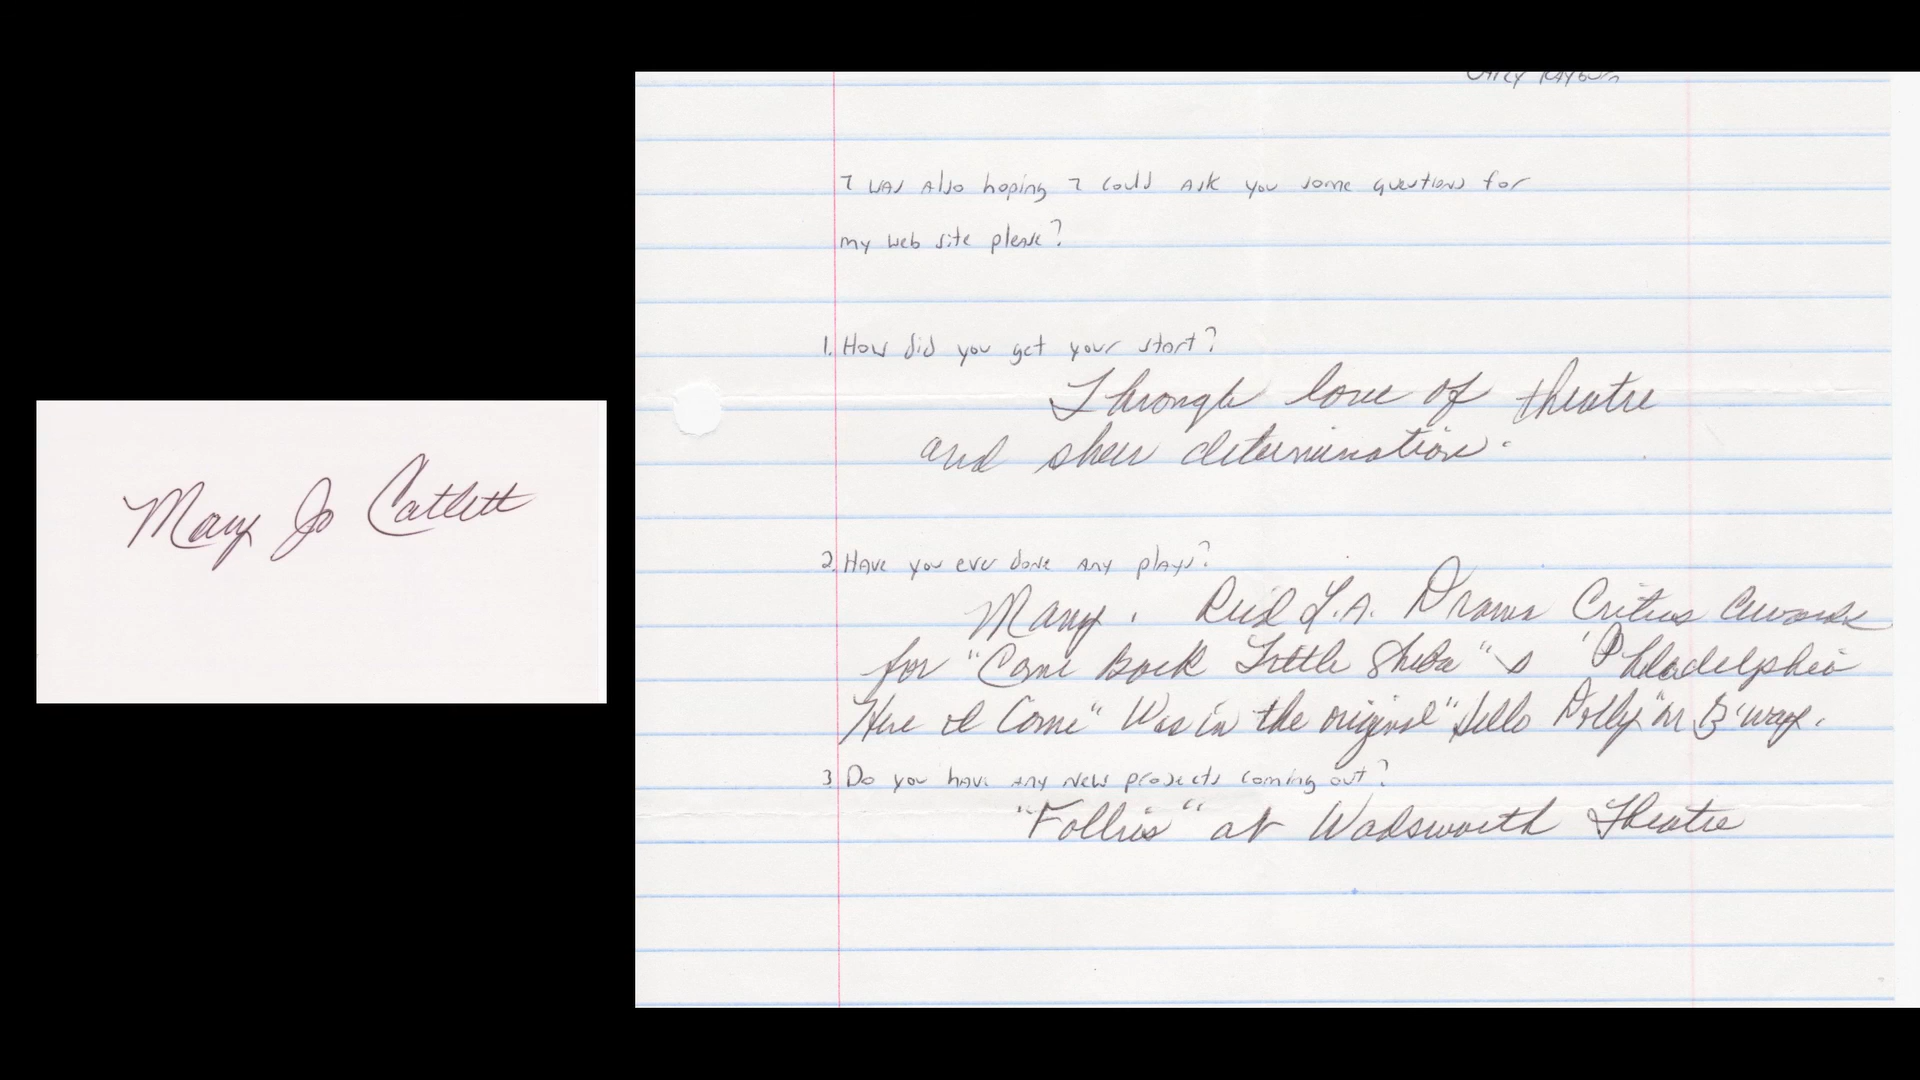 Mary Jo Catlett
I was also hoping I could ask you some questions for
my web site please?
1. How did you get your start?
Through love of theatre
and sheer determination.
2. Have you ever done any plays?
Many. L.A. Drama Critics Awards
for "Come Back Little Sheba" & "Philadelphia
Here I Come" Was in the original "Hello Dolly" on B'way.
3. Do you have any new projects coming out?
"Follies" at Wadsworth Theatre